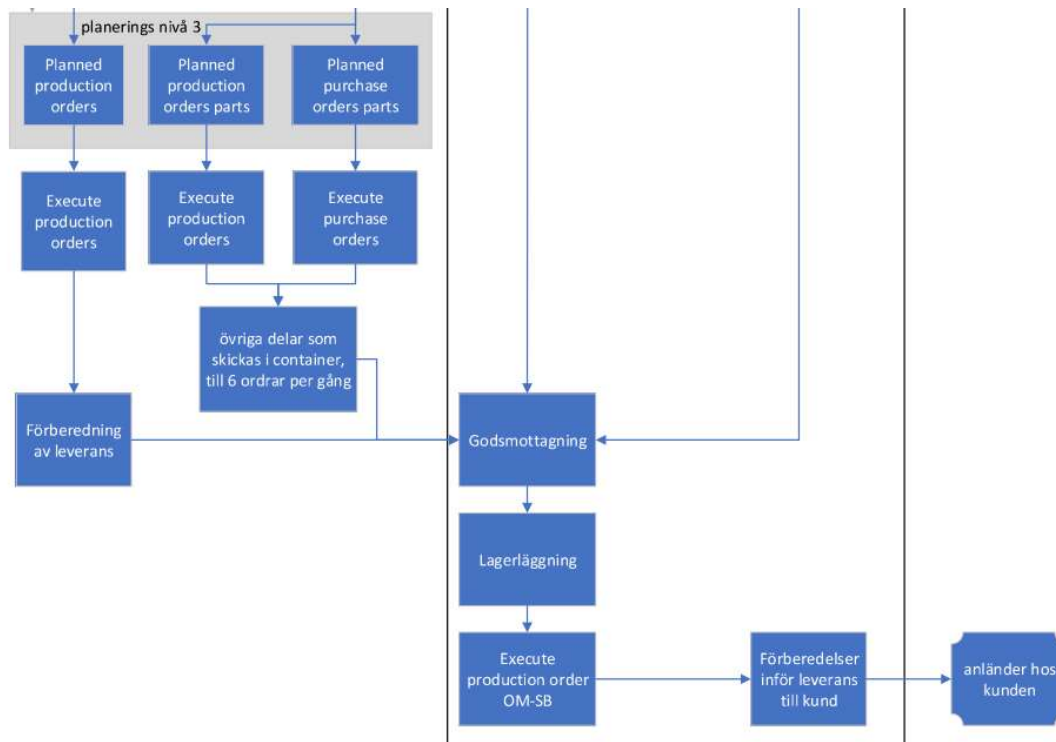 planerings nivå 3
Planned
production
orders
Planned
production
orders parts
Planned
purchase
orders parts
Execute
production
orders
Execute
production
orders
Execute
purchase
orders
övriga delar som
skickas i container,
till 6 ordrar per gång
Förberedning
av leverans
Godsmottagning
Lagerläggning
Execute
production order
OM-SB
Förberedelser
inför leverans
till kund
anländer hos
kunden